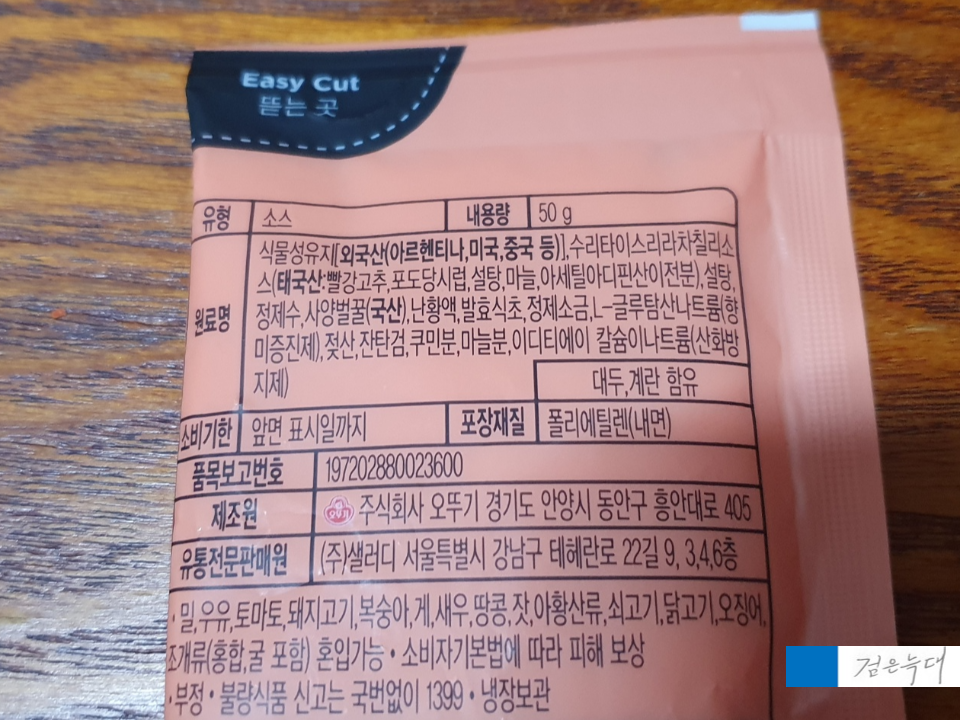 Easy Cut
뜯는 곳
유형 소스 내용량 50 g
원료명 식물성유지[외국산(아르헨티나,미국,중국 등)],수리타이스리라차칠리소
스(태국산:빨강고추,포도당시럽,설탕,마늘,아세틸아디핀산이전분),설탕,
정제수,사양벌꿀(국산),난황액,발효식초,정제소금,L-글루탐산나트륨(향
미증진제),젖산,잔탄검,쿠민분,마늘분,이디티에이 칼슘이나트륨(산화방
지제)
대두,계란 함유
소비기한 앞면 표시일까지 포장재질 폴리에틸렌(내면)
품목보고번호 197202880023600
제조원 오뚜기 주식회사 오뚜기 경기도 안양시 동안구 흥안대로 405
유통전문판매원 (주)샐러디 서울특별시 강남구 테헤란로 22길 9, 3,4,6층
• 밀,우유,토마토,돼지고기,복숭아,게,새우,땅콩,잣,아황산류,쇠고기,닭고기,오징어,
조개류(홍합,굴 포함) 혼입가능 • 소비자기본법에 따라 피해 보상
• 부정 • 불량식품 신고는 국번없이 1399 • 냉장보관
검은늑대